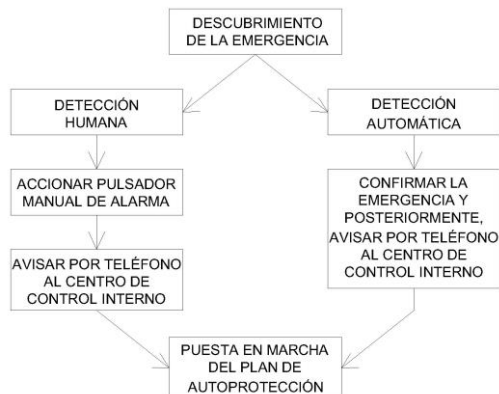 DESCUBRIMIENTO
DE LA EMERGENCIA
DETECCIÓN
HUMANA
DETECCIÓN
AUTOMÁTICA
ACCIONAR PULSADOR
MANUAL DE ALARMA
CONFIRMAR LA
EMERGENCIA Y
POSTERIORMENTE,
AVISAR POR TELÉFONO
AL CENTRO DE
CONTROL INTERNO
AVISAR POR TELÉFONO
AL CENTRO DE
CONTROL INTERNO
PUESTA EN MARCHA
DEL PLAN DE
AUTOPROTECCIÓN